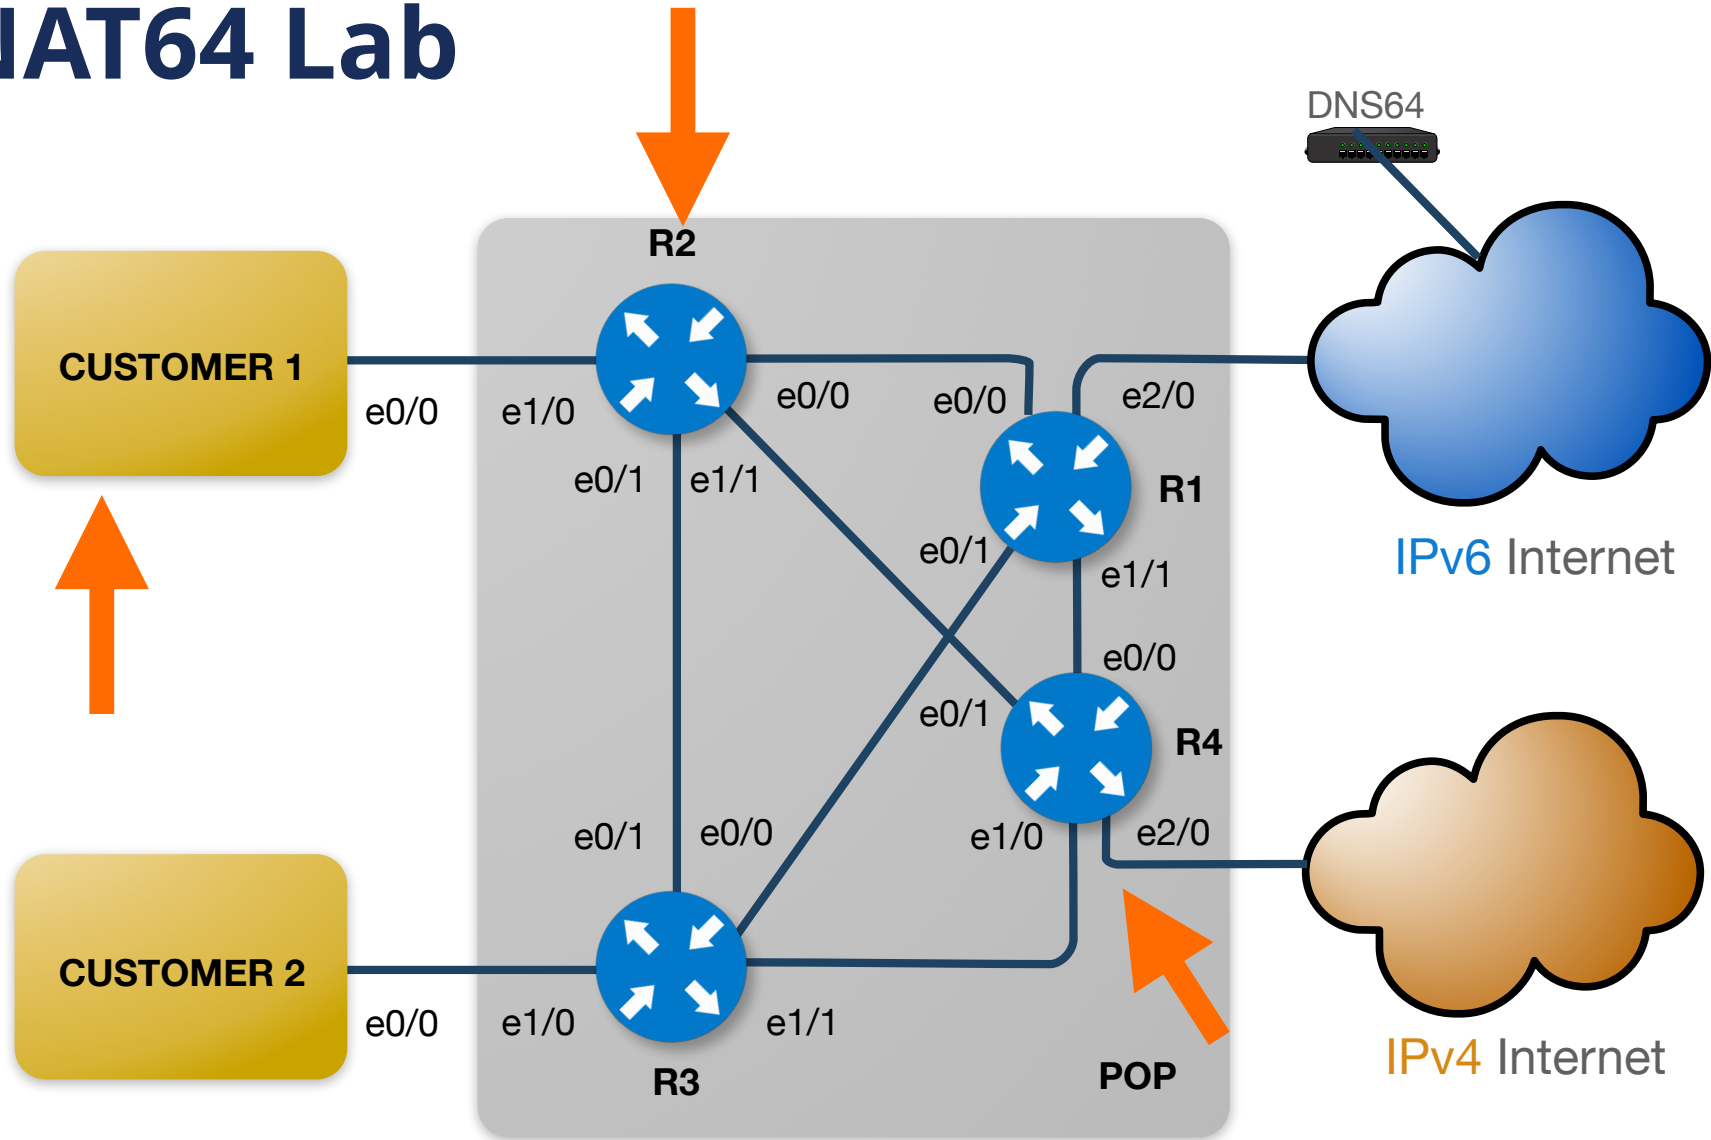 NAT64 Lab
DNS64
R2
CUSTOMER 1
e0/0
e1/0
e0/0
e0/0
e2/0
e0/1
e1/1
R1
e0/1
e1/1
IPv6 Internet
e0/0
e0/1
R4
e0/1
e0/0
e1/0
e2/0
CUSTOMER 2
e0/0
e1/0
e1/1
R3
POP
IPv4 Internet